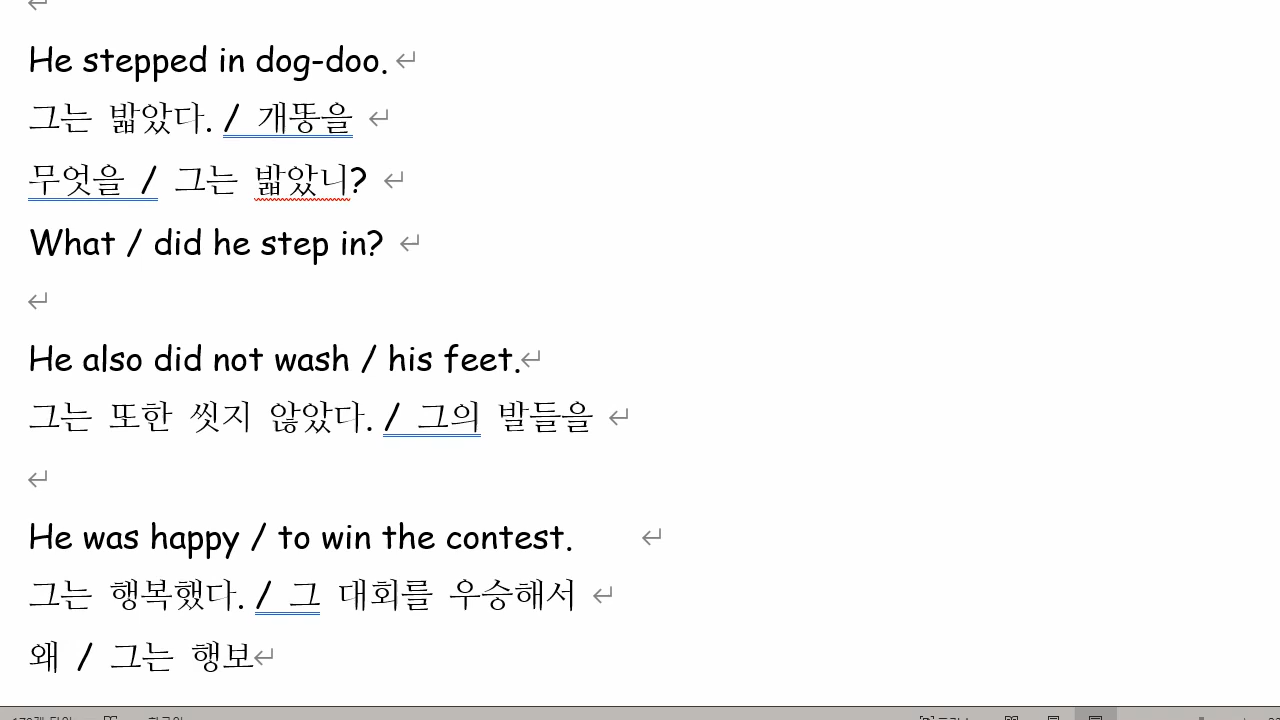 He stepped in dog-doo.
그는 밟았다. / 개똥을
무엇을 / 그는 밟았니?
What / did he step in?
He also did not wash / his feet.
그는 또한 씻지 않았다. / 그의 발들을
He was happy / to win the contest.
그는 행복했다. / 그 대회를 우승해서
왜 / 그는 행보